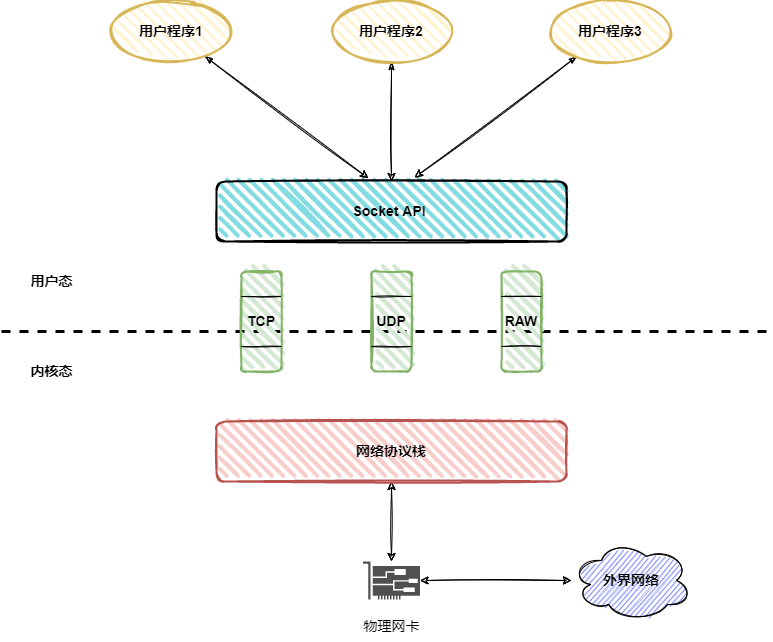 用户程序1
用户程序2
用户程序3
Socket API
用户态
TCP
UDP
RAW
内核态
网络协议栈
外界网络
物理网卡